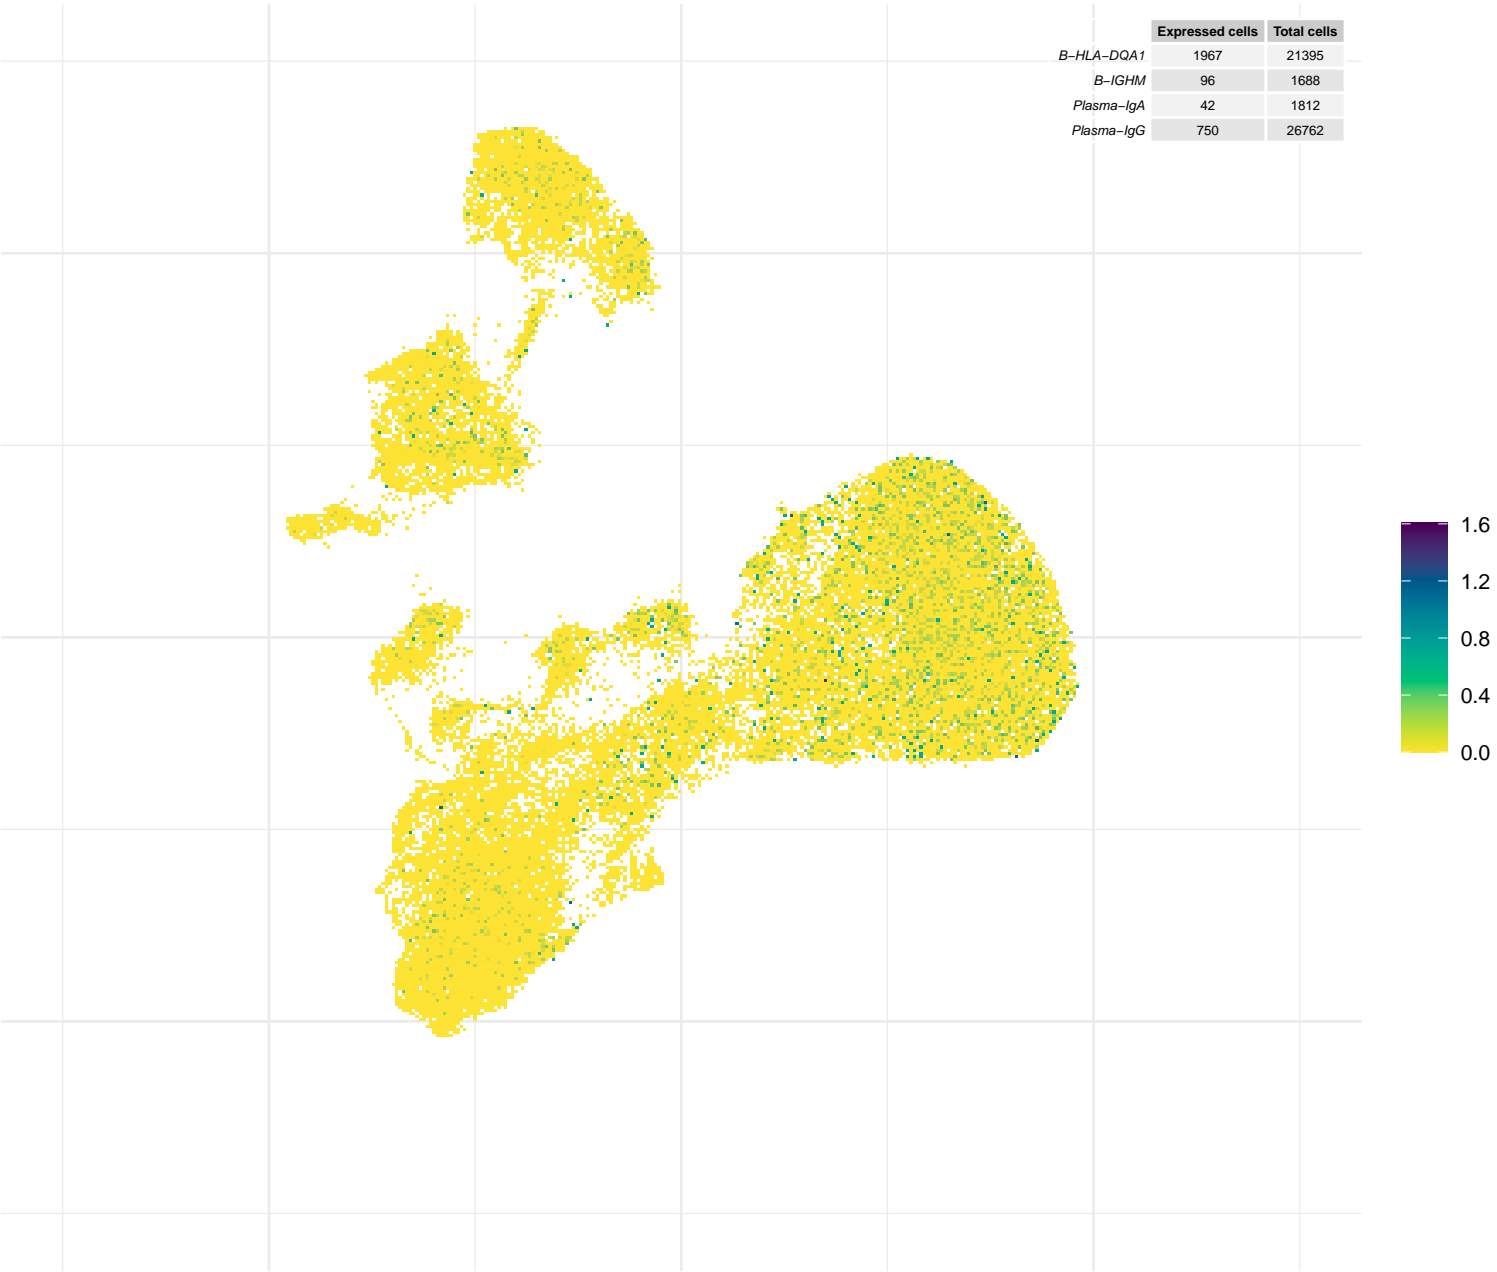 Expressed cells Total cells
B−HLA−DQA1 1967 21395
B−IGHM 96 1688
Plasma−IgA 42 1812
Plasma−IgG 750 26762
1.6
1.2
0.8
0.4
0.0